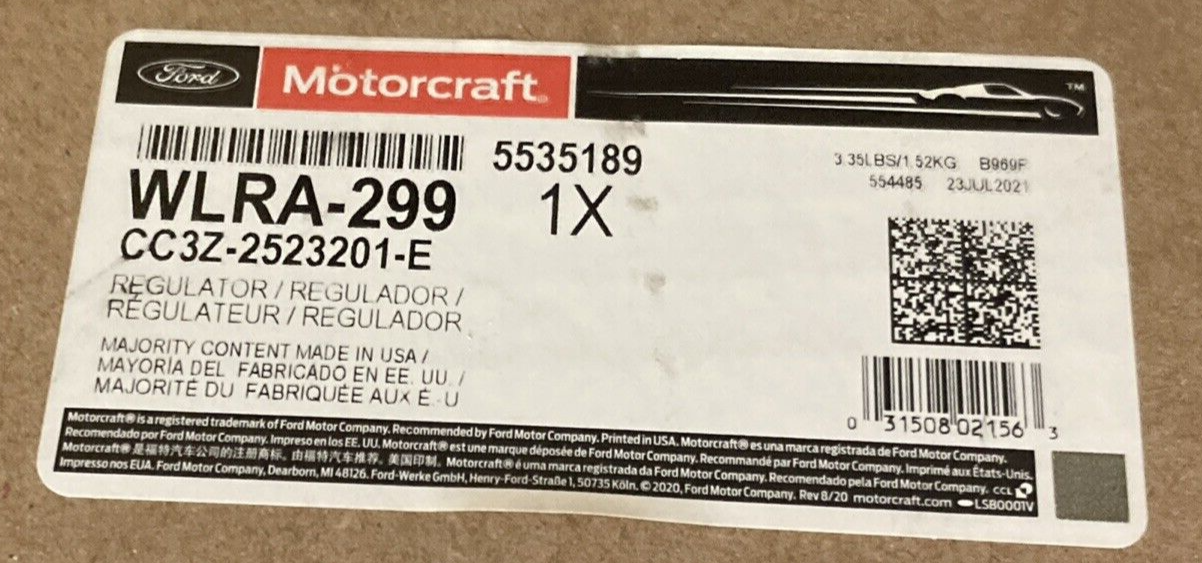 Ford
Motorcraft®
TM
5535189
1X
3.35LBS/1.52KG B969F
554485 23JUL2021
WLRA-299
CC3Z-2523201-E
REGULATOR / REGULADOR /
RÉGULATEUR / REGULADOR
MAJORITY CONTENT MADE IN USA /
MAYORÍA DEL FABRICADO EN EE. UU. /
MAJORITÉ DU FABRIQUÉE AUX É.-U
0 31508 02156 3
Motorcraft® is a registered trademark of Ford Motor Company. Recommended by Ford Motor Company. Printed in USA. Motorcraft® es una marca registrada de Ford Motor Company.
Recomendado por Ford Motor Company. Impreso en los EE. UU. Motorcraft® est une marque déposée de Ford Motor Company. Recommandé par Ford Motor Company. Imprimé aux États-Unis.
Motorcraft® 是福特汽车公司的注册商标。由福特汽车推荐。美国印制。Motorcraft® é uma marca registrada da Ford Motor Company. Recomendado pela Ford Motor Company. CCL
Impresso nos EUA. Ford Motor Company, Dearborn, MI 48126. Ford-Werke GmbH, Henry-Ford-Straße 1, 50735 Köln. © 2020, Ford Motor Company. Rev 8/20 motorcraft.com LSB0001V